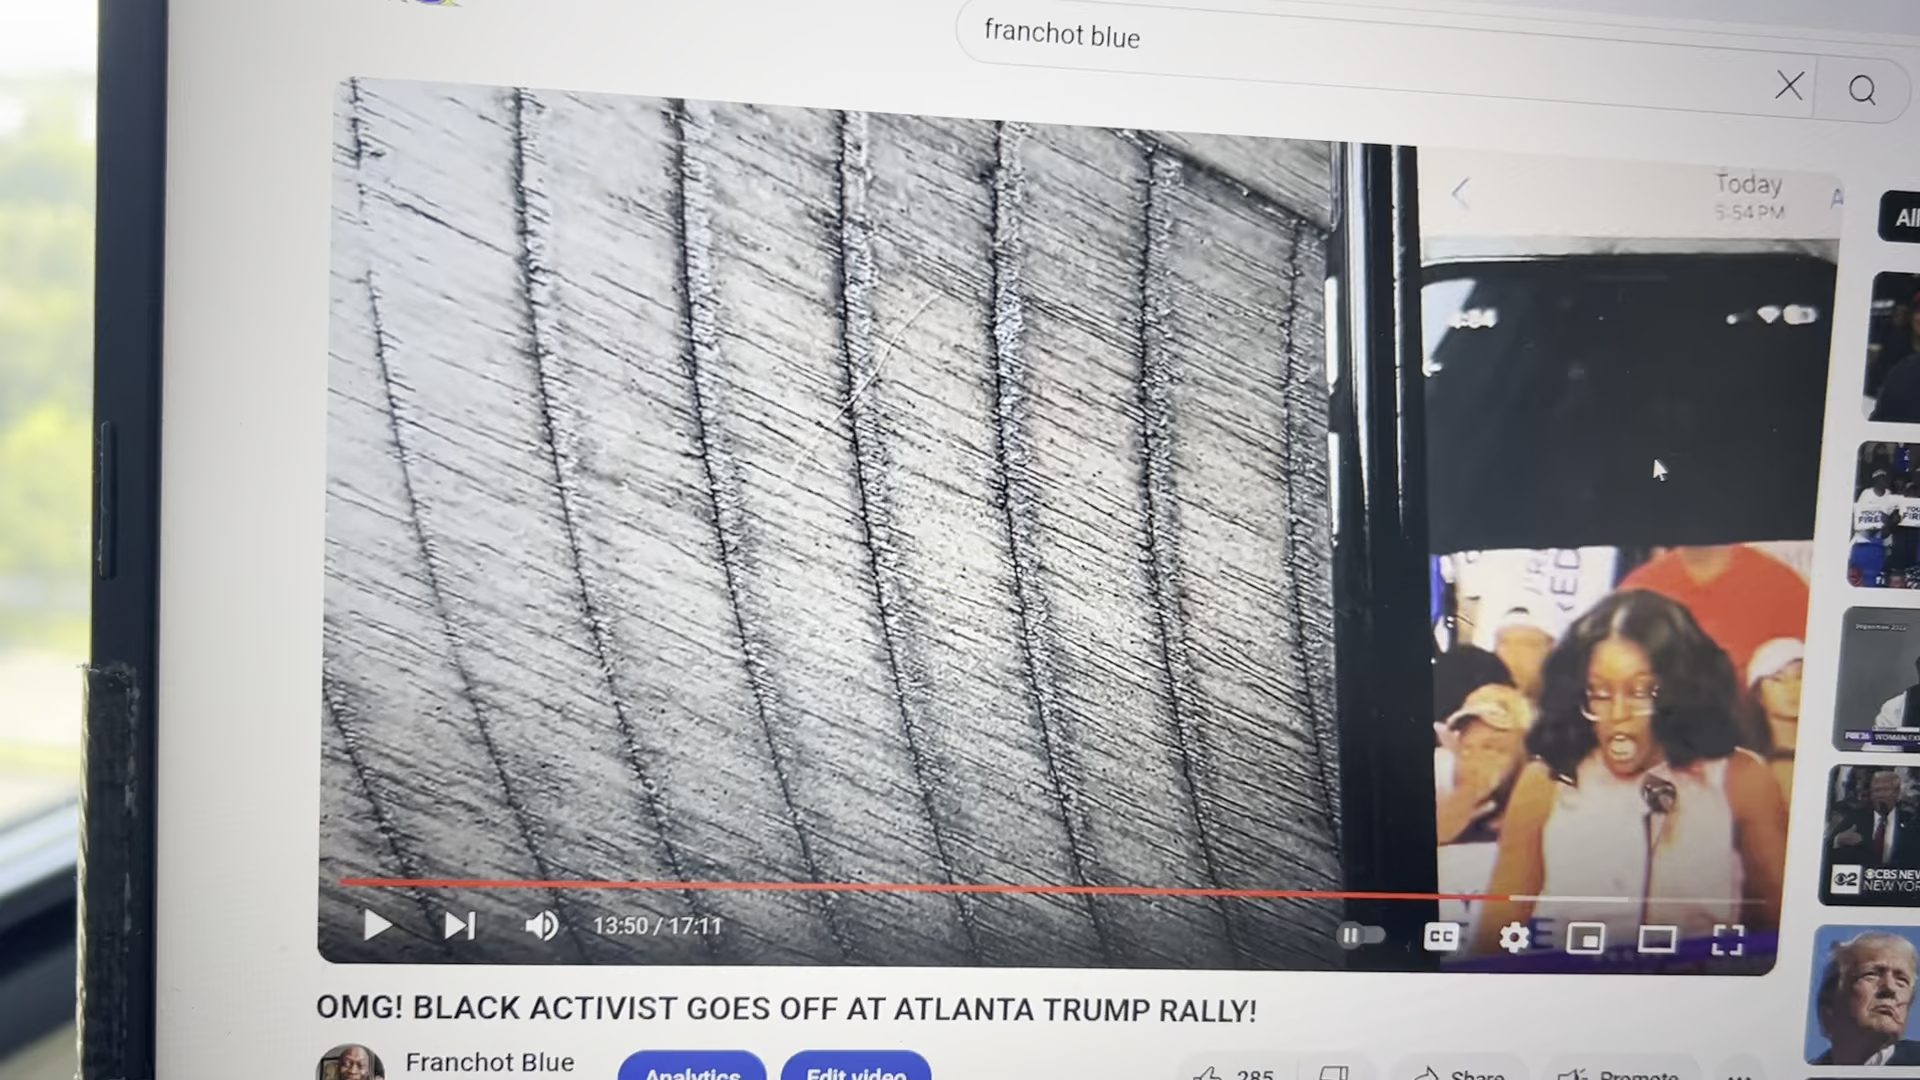 franchot blue
All
Today
5:54 PM
13:50 / 17:11
CC
CBS NEW
NEW YOR
OMG! BLACK ACTIVIST GOES OFF AT ATLANTA TRUMP RALLY!
Franchot Blue
Analytics
Edit video
285
Share
Promote